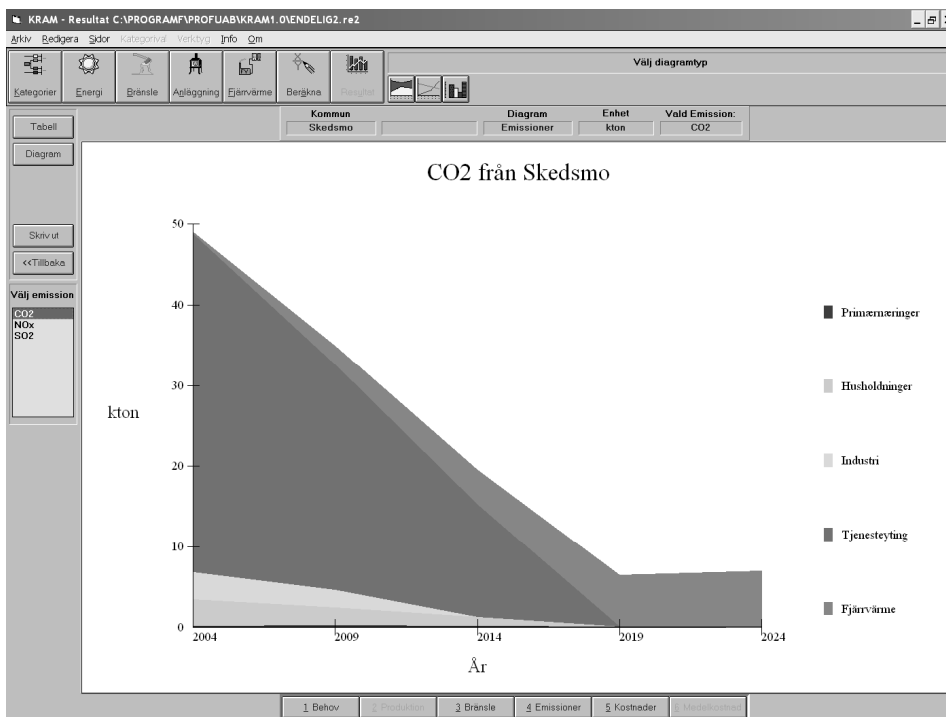 KRAM - Resultat C:\PROGRAMF\PROFUAB\KRAM1.0\ENDELIG2.re2
Arkiv Redigera Sidor Kategorival Verktyg Info Om
Välj diagramtyp
Kategorier Energi Bränsle Anläggning Fjärrvärme Beräkna Resultat
Kommun Diagram Enhet Vald Emission:
Skedsmo Emissioner kton CO2
Tabell
Diagram
Skriv ut
<<Tillbaka
Välj emission
CO2
NOx
SO2
CO2 från Skedsmo
50
40
30
20
10
0
kton
2004 2009 2014 2019 2024
År
Primærnæringer
Husholdninger
Industri
Tjenesteyting
Fjärrvärme
1 Behov 2 Produktion 3 Bränsle 4 Emissioner 5 Kostnader 6 Medelkostnad